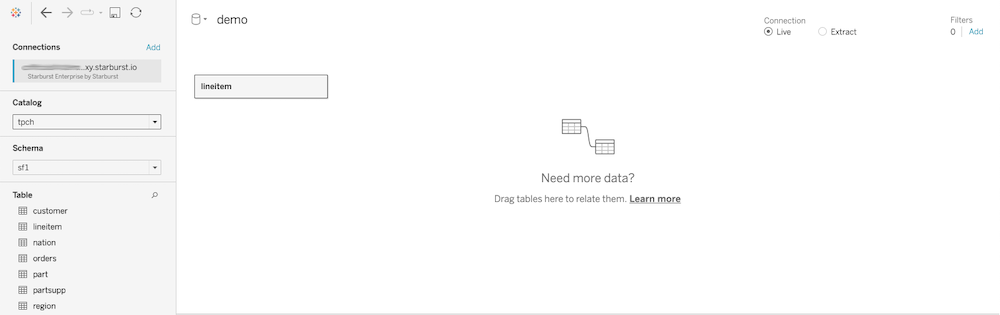 demo
Connection
Live
Extract
Filters
0 | Add
Connections
Add
xy.starburst.io
Starburst Enterprise by Starburst
Catalog
tpch
Schema
sf1
Table
customer
lineitem
nation
orders
part
partsupp
region
lineitem
Need more data?
Drag tables here to relate them. Learn more